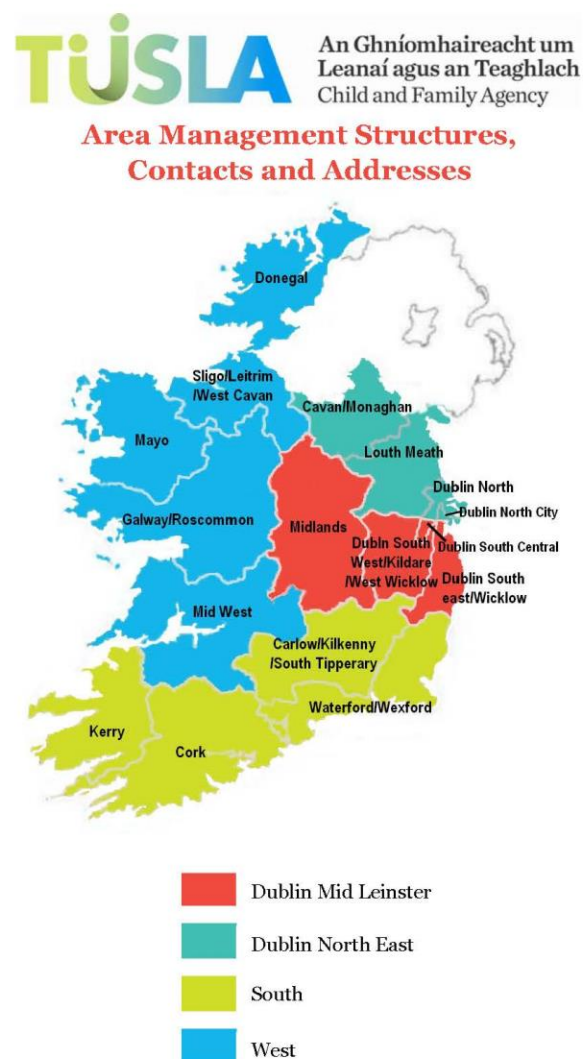 TUSLA
An Ghníomhaireacht um
Leanaí agus an Teaghlach
Child and Family Agency
Area Management Structures,
Contacts and Addresses
Donegal
Sligo/Leitrim
/West Cavan
Cavan/Monaghan
Mayo
Louth Meath
Dublin North
Dublin North City
Galway/Roscommon
Midlands
Dubln South
West/Kildare
/West Wicklow
Dublin South Central
Dublin South
east/Wicklow
Mid West
Carlow/Kilkenny
/South Tipperary
Waterford/Wexford
Kerry
Cork
Dublin Mid Leinster
Dublin North East
South
West